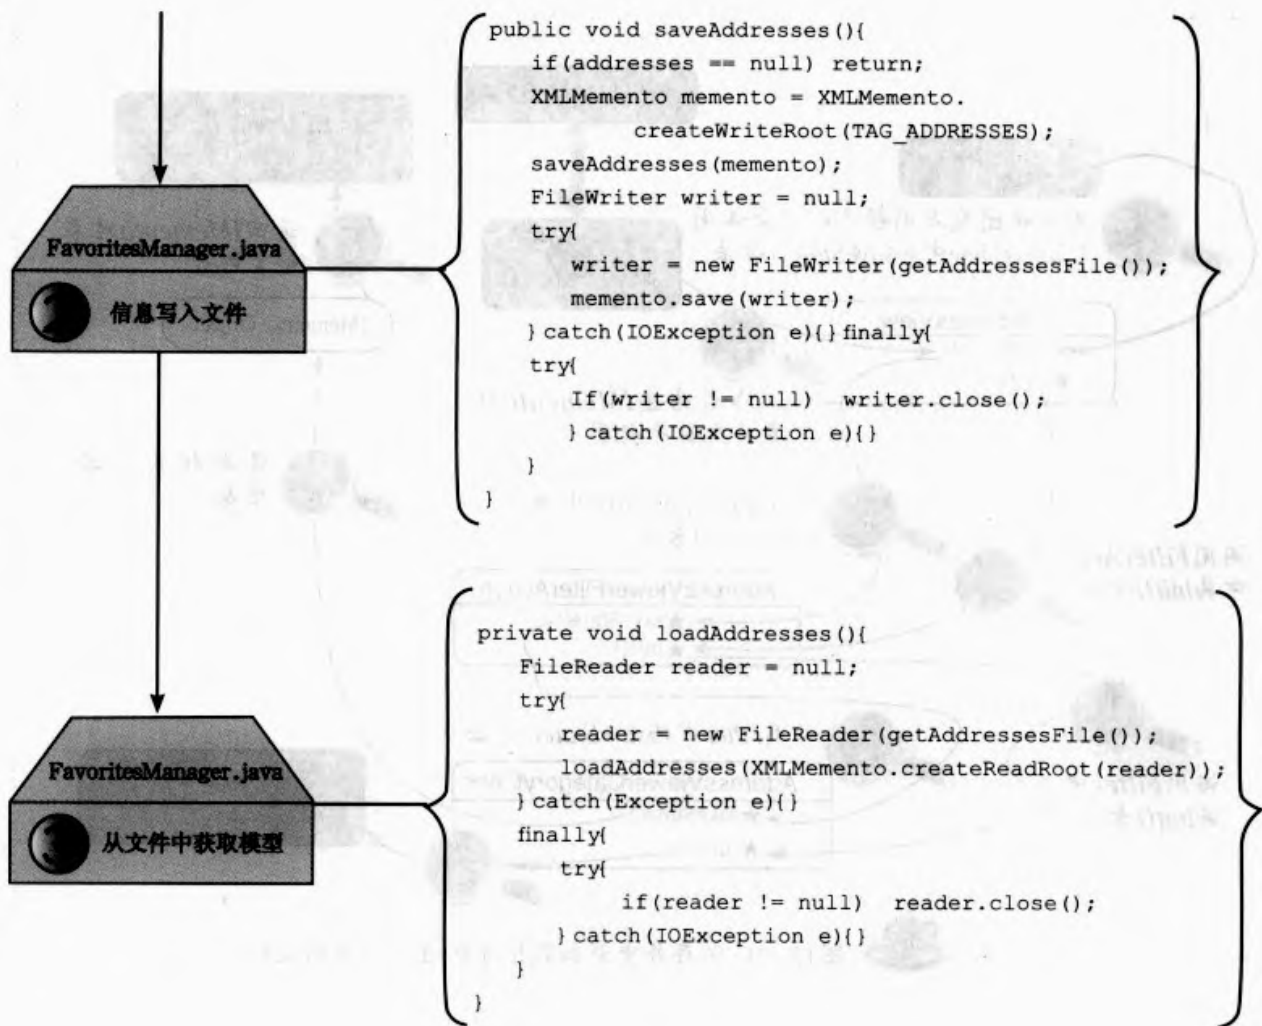 public void saveAddresses(){
if(addresses == null) return;
XMLMemento memento = XMLMemento.
createWriteRoot(TAG_ADDRESSES);
saveAddresses(memento);
FileWriter writer = null;
try{
writer = new FileWriter(getAddressesFile());
memento.save(writer);
} catch(IOException e){} finally{
try{
If(writer != null) writer.close();
} catch(IOException e){}
}
}
FavoritesManager.java
2 信息写入文件
private void loadAddresses(){
FileReader reader = null;
try{
reader = new FileReader(getAddressesFile());
loadAddresses(XMLMemento.createReadRoot(reader));
} catch(Exception e){}
finally{
try{
if(reader != null) reader.close();
} catch(IOException e){}
}
}
FavoritesManager.java
3 从文件中获取模型